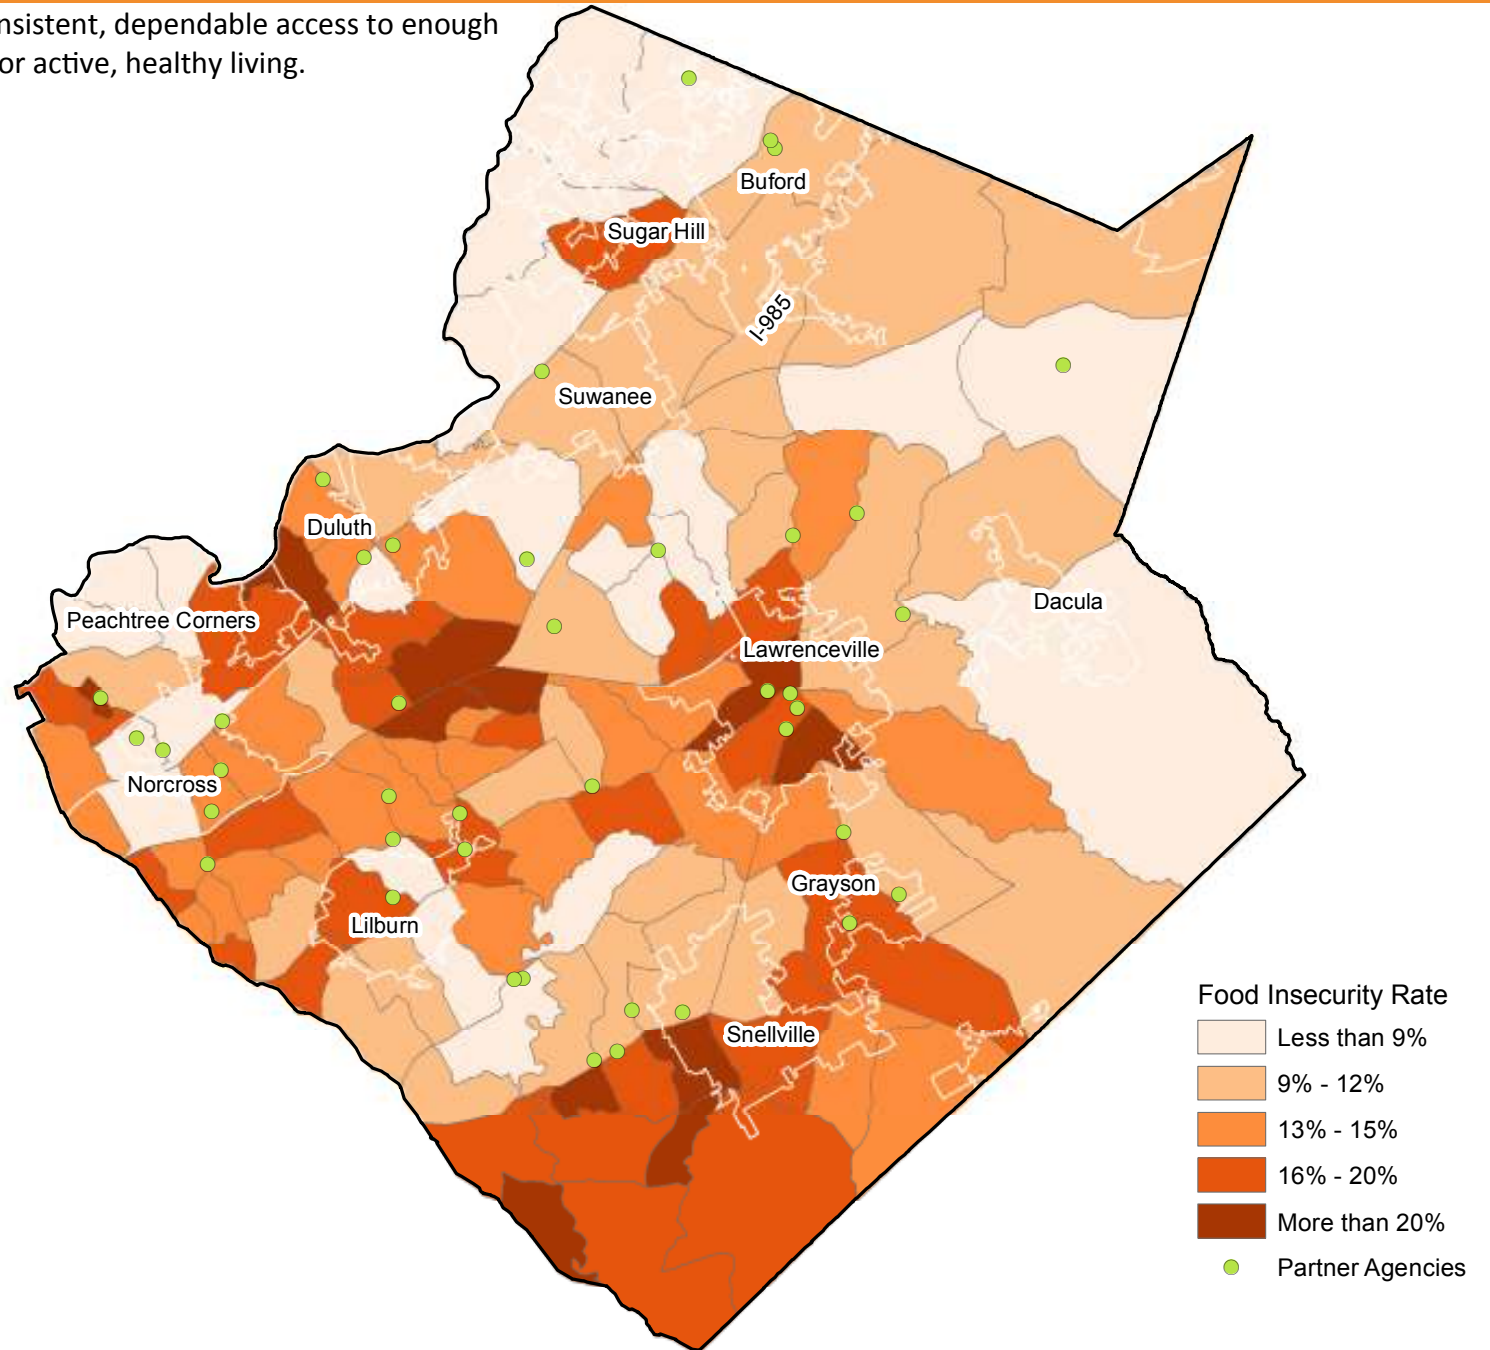 nsistent, dependable access to enough
or active, healthy living.
Buford
Sugar Hill
I-985
Suwanee
Duluth
Peachtree Corners
Dacula
Lawrenceville
Norcross
Grayson
Lilburn
Snellville
Food Insecurity Rate
Less than 9%
9% - 12%
13% - 15%
16% - 20%
More than 20%
Partner Agencies